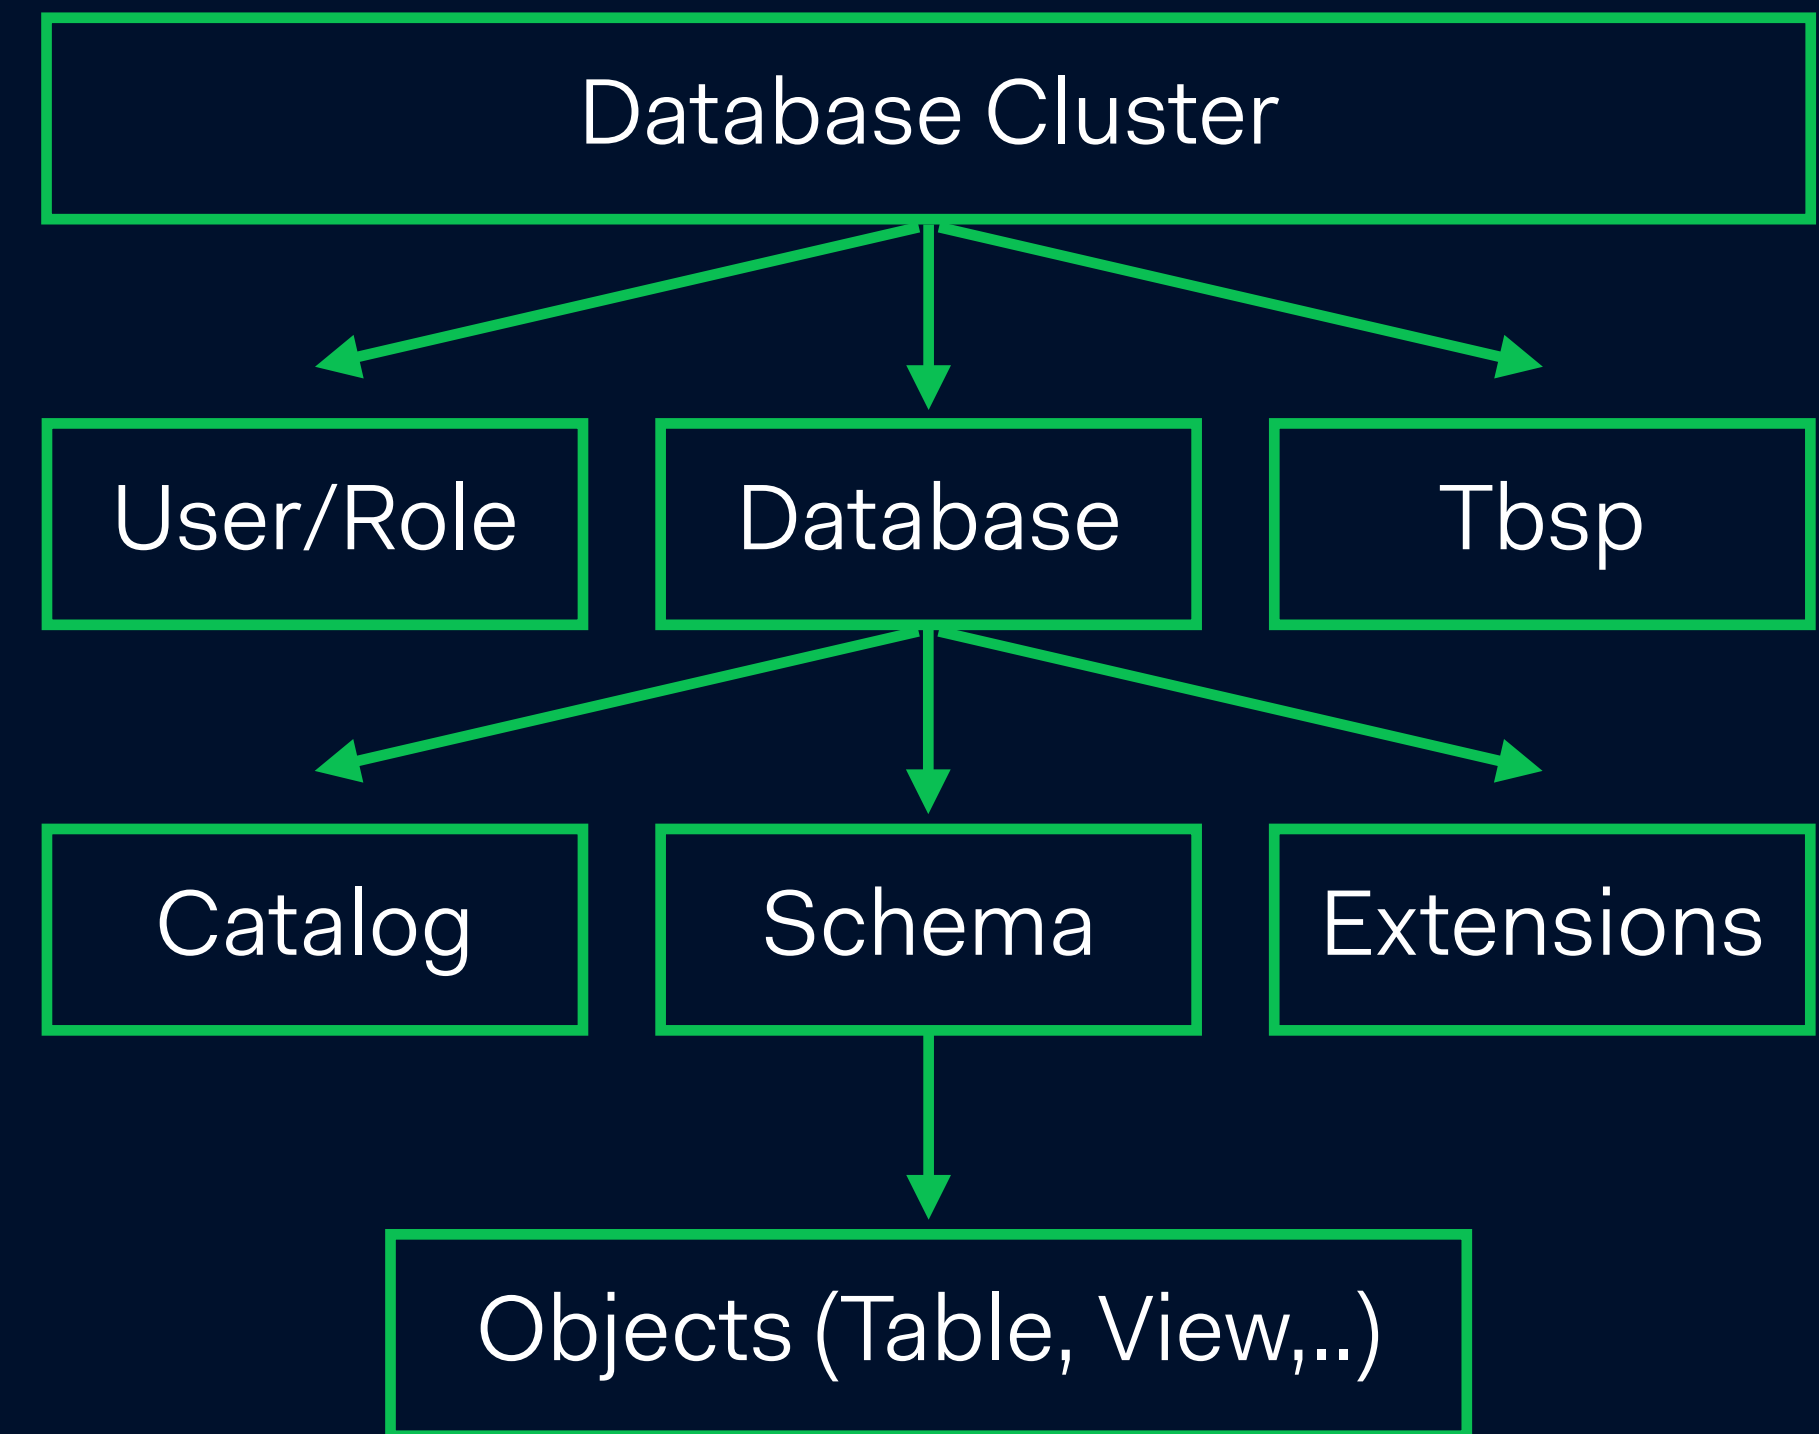 Database Cluster
User/Role
Database
Tbsp
Catalog
Schema
Extensions
Objects (Table, View,..)